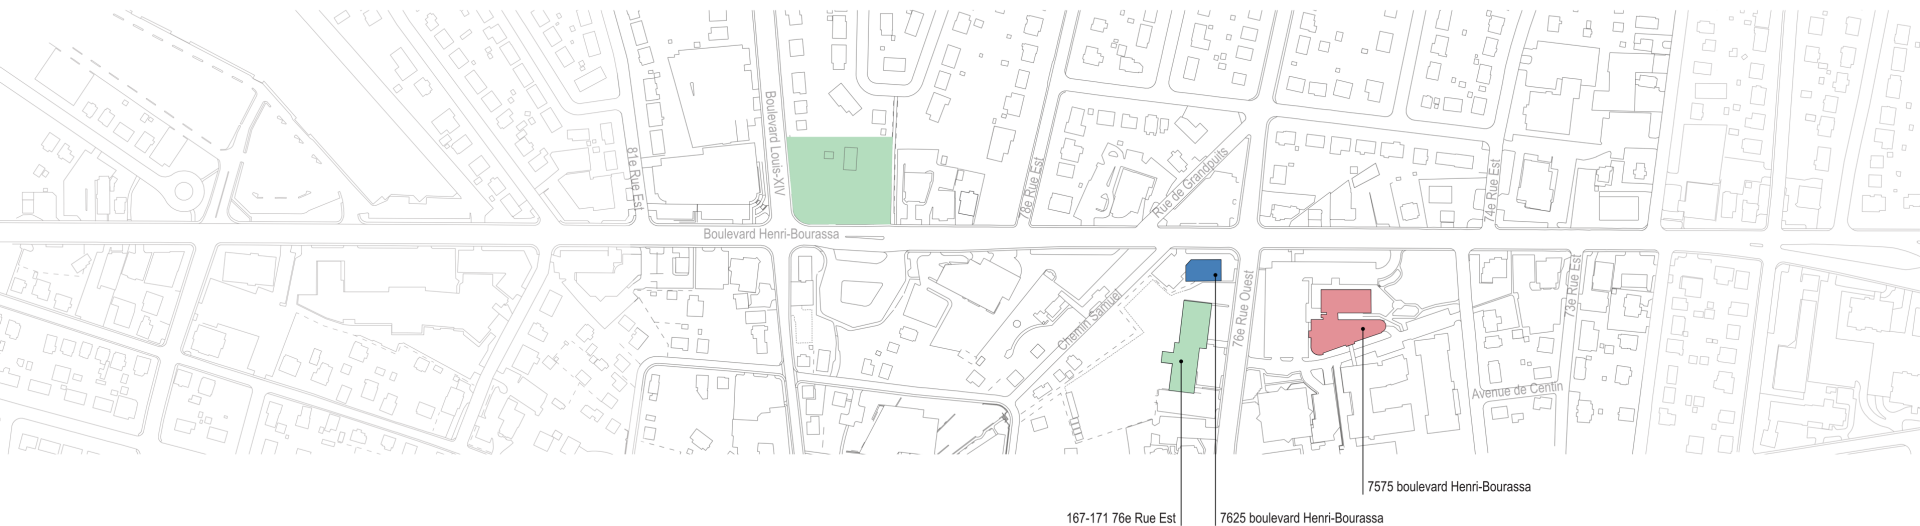 Boulevard Louis-XIV
81e Rue Est
78e Rue Est
Rue de Grandpuits
74e Rue Est
Boulevard Henri-Bourassa
Chemin Samuel
76e Rue Ouest
73e Rue Est
Avenue de Centin
7575 boulevard Henri-Bourassa
167-171 76e Rue Est
7625 boulevard Henri-Bourassa